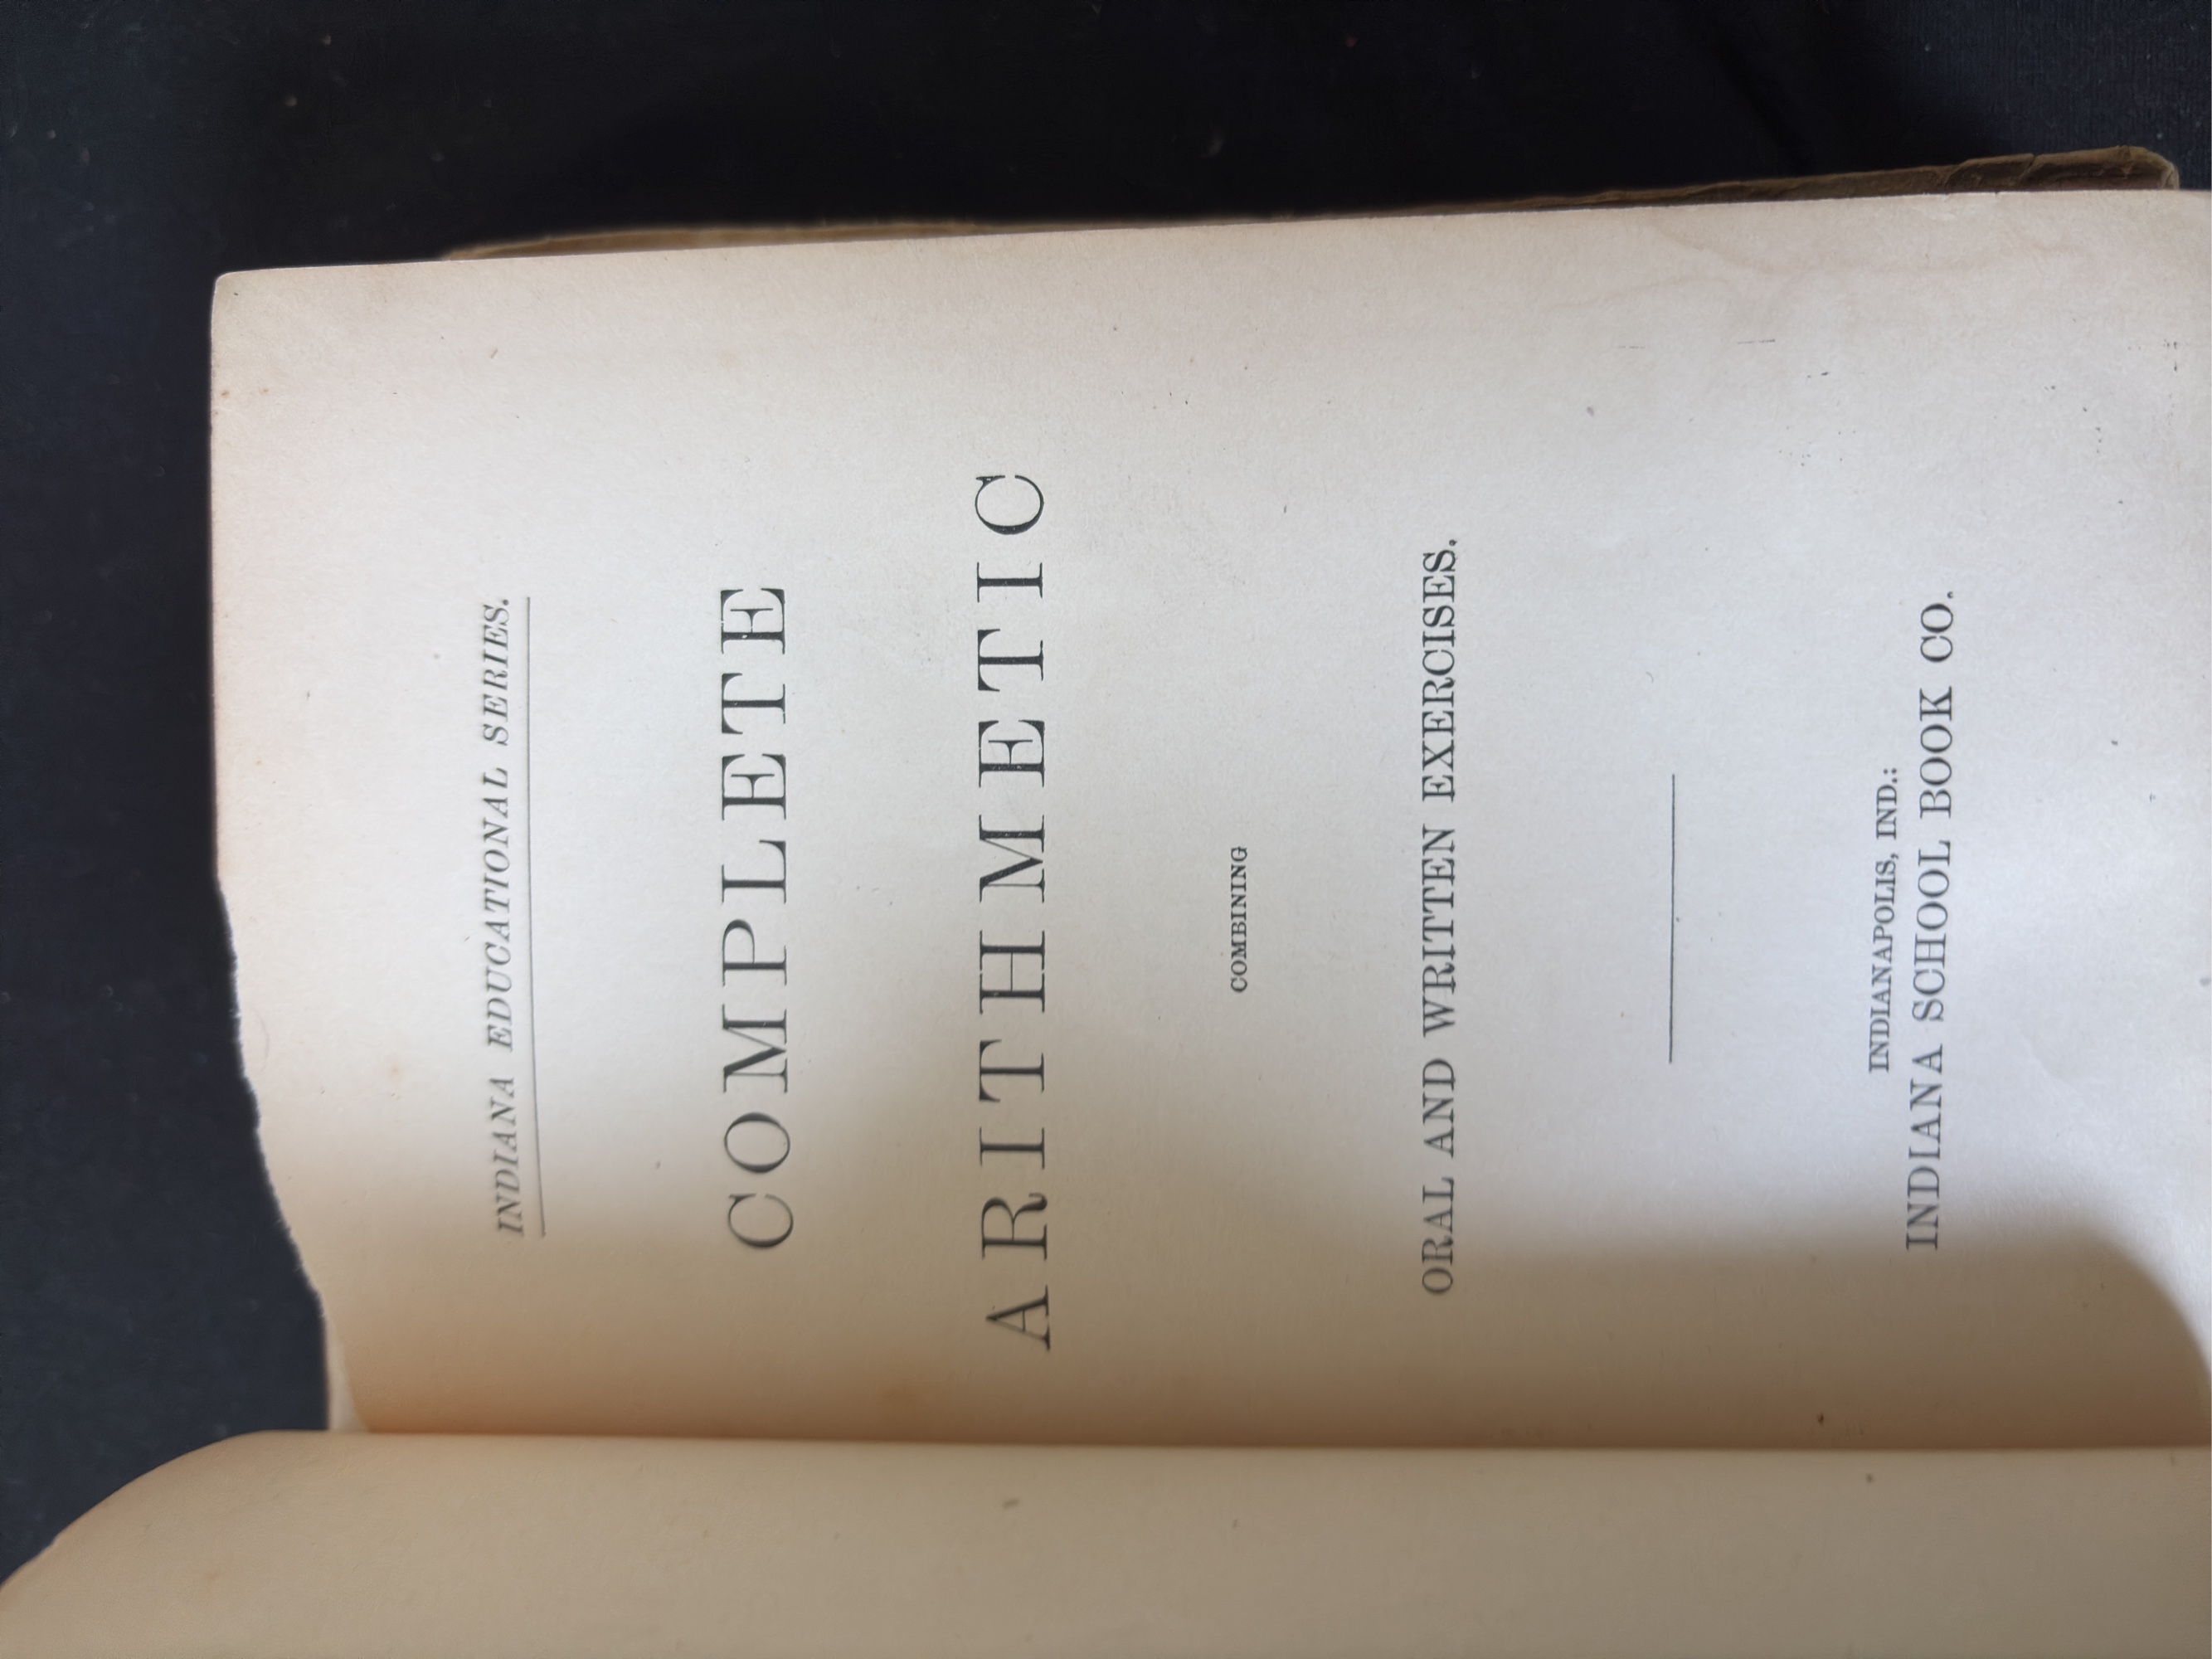 INDIANA EDUCATIONAL SERIES.
COMPLETE
ARITHMETIC
COMBINING
ORAL AND WRITTEN EXERCISES.
INDIANAPOLIS, IND.:
INDIANA SCHOOL BOOK CO.